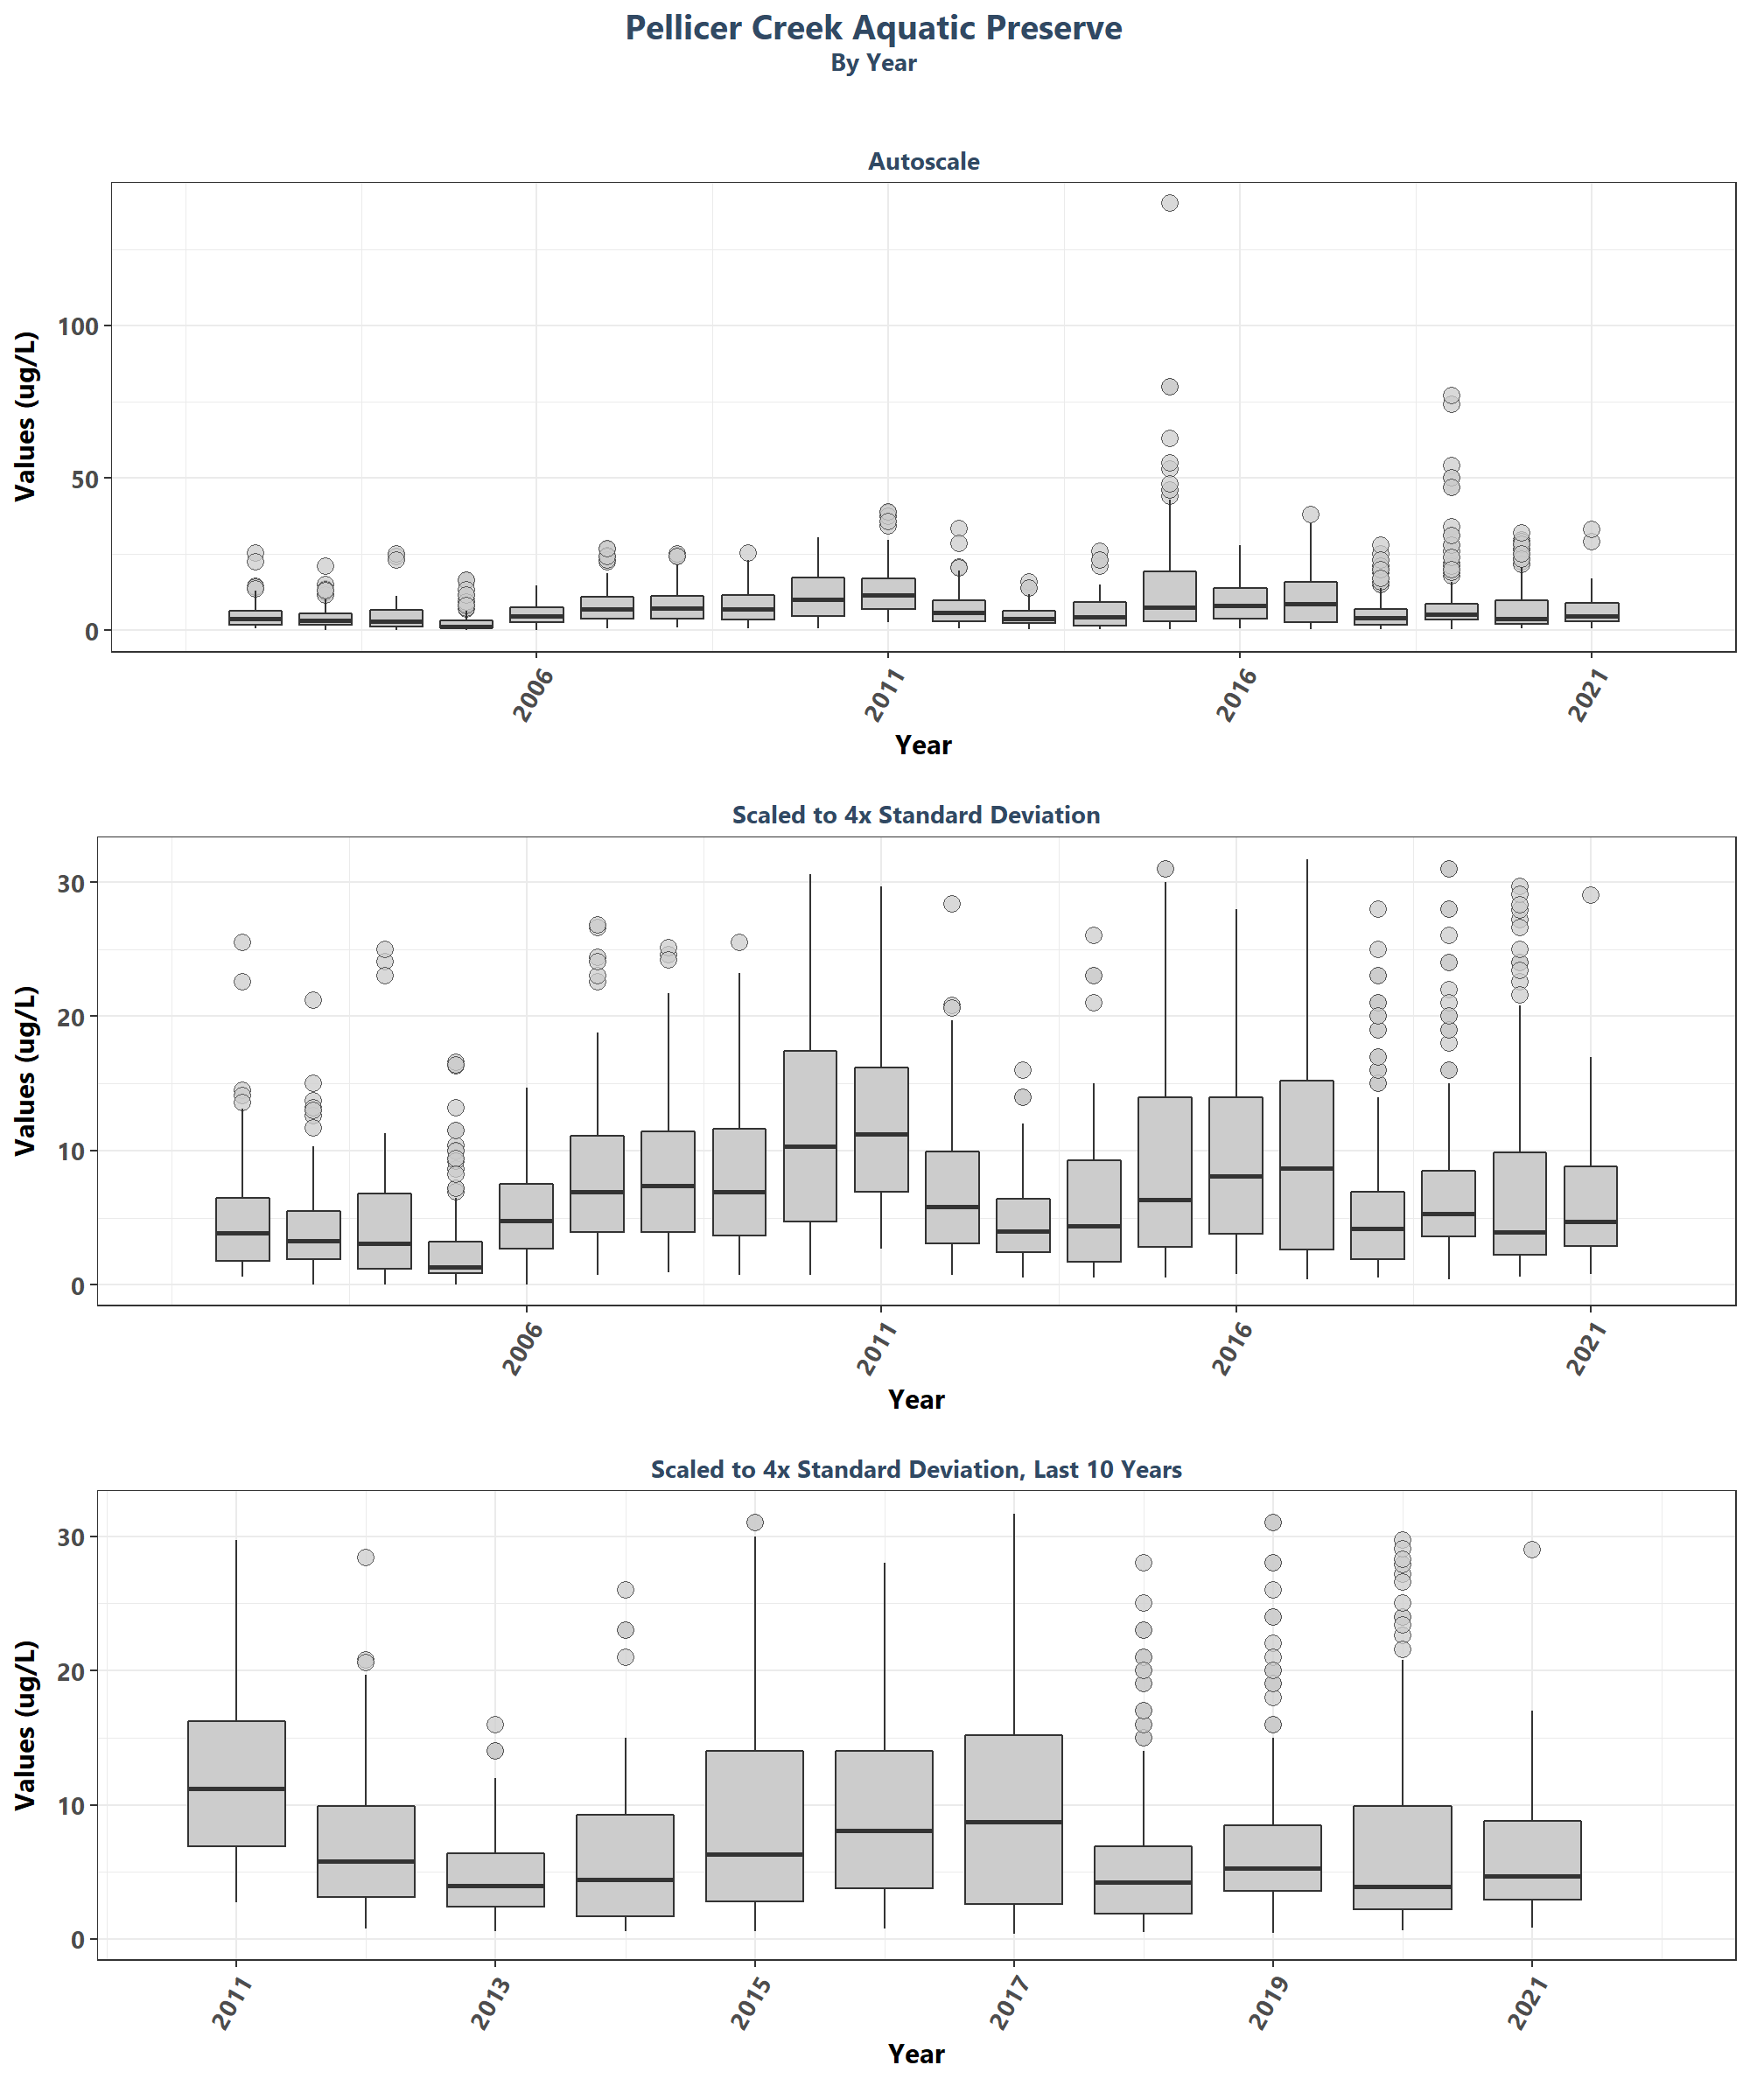 Pellicer Creek Aquatic Preserve
By Year
Autoscale
Values (ug/L)
100
50
0
2006
2011
2016
2021
Year
Scaled to 4x Standard Deviation
Values (ug/L)
30
20
10
0
2006
2011
2016
2021
Year
Scaled to 4x Standard Deviation, Last 10 Years
Values (ug/L)
30
20
10
0
2011
2013
2015
2017
2019
2021
Year